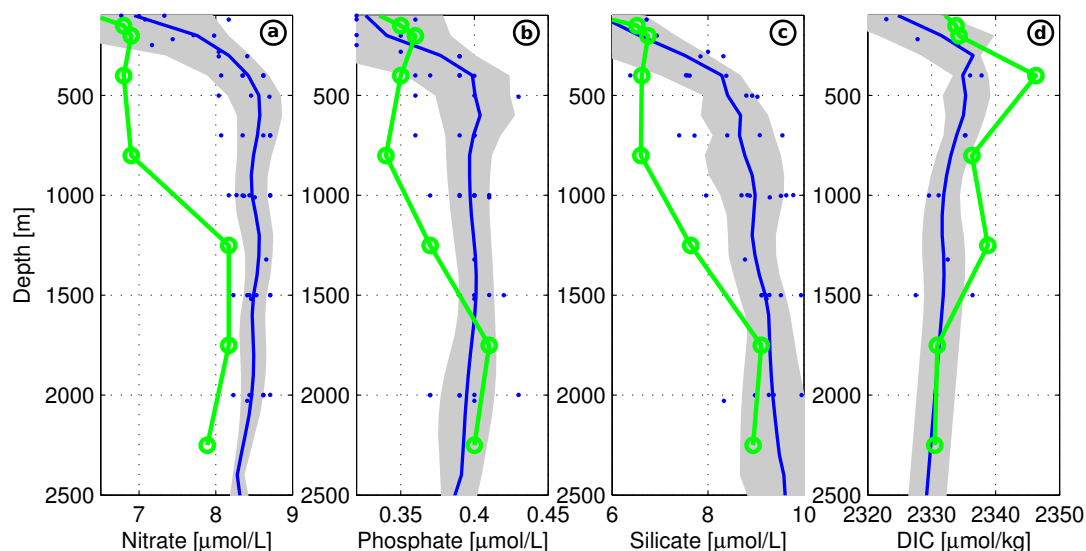 a b c d
500 500 500 500
1000 1000 1000 1000
1500 1500 1500 1500
2000 2000 2000 2000
2500 2500 2500 2500
Depth [m]
7 8 9 0.35 0.4 0.45 6 8 10 2320 2330 2340 2350
Nitrate [µmol/L] Phosphate [µmol/L] Silicate [µmol/L] DIC [µmol/kg]